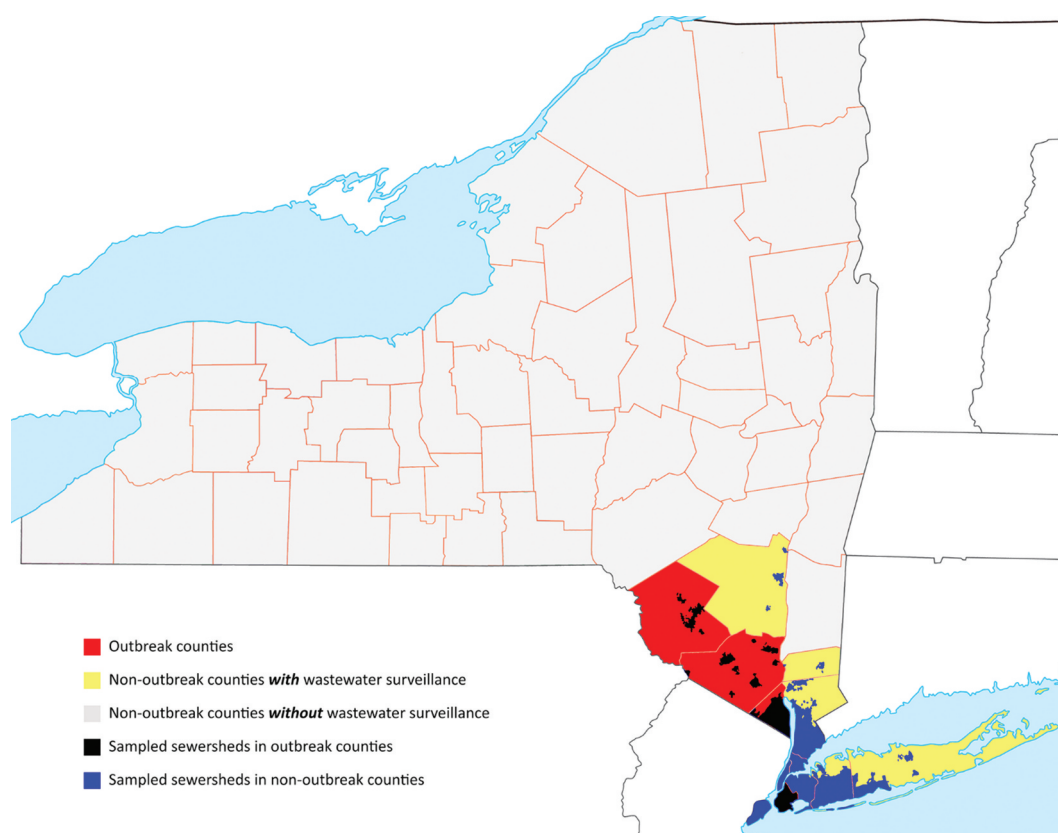 Outbreak counties
Non-outbreak counties with wastewater surveillance
Non-outbreak counties without wastewater surveillance
Sampled sewersheds in outbreak counties
Sampled sewersheds in non-outbreak counties